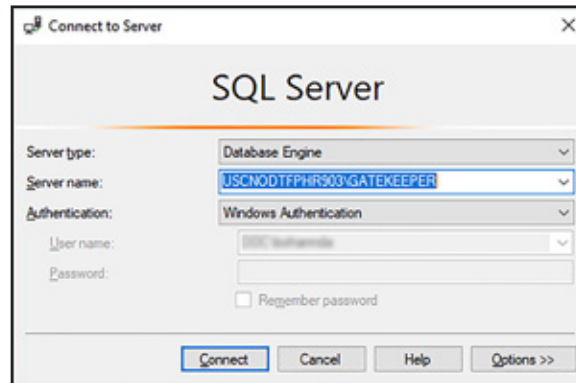 Connect to Server
SQL Server
Server type: Database Engine
Server name: USCNODTFPHR903\GATEKEEPER
Authentication: Windows Authentication
User name:
Password:
Remember password
Connect Cancel Help Options >>